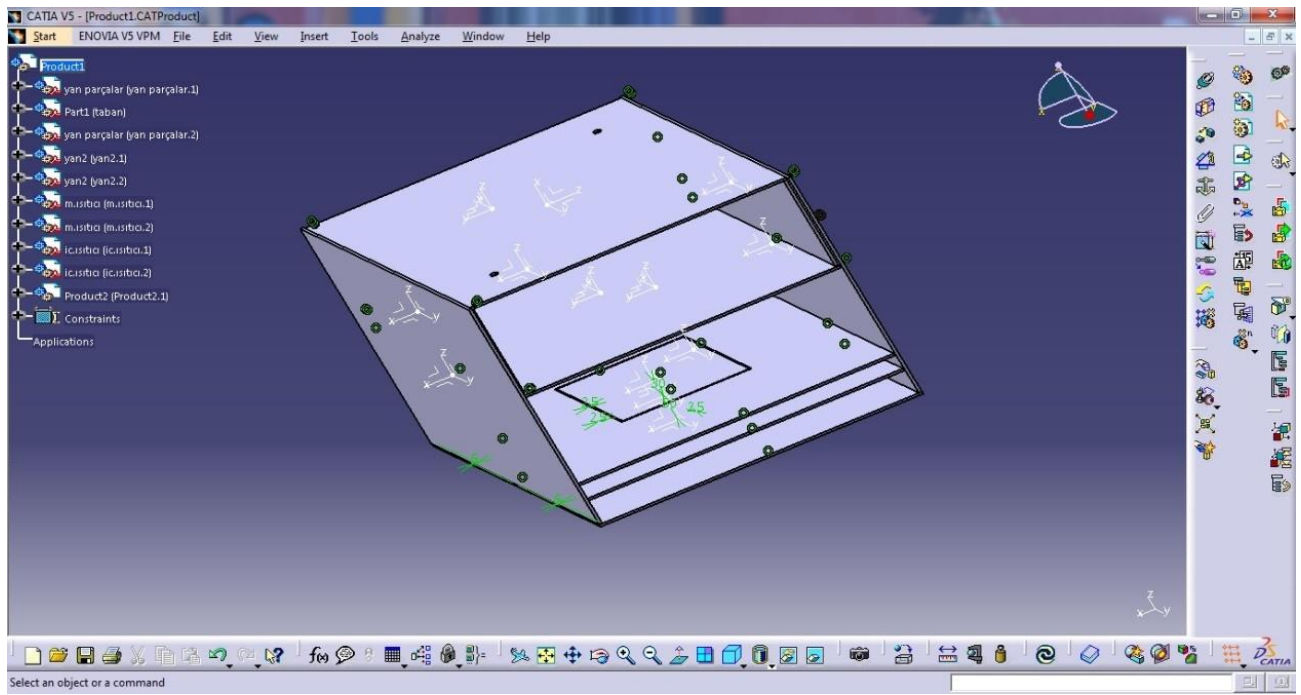 CATIA V5 - [Product1.CATProduct]
Start ENOVIA V5 VPM File Edit View Insert Tools Analyze Window Help
Product1
yan parçalar (yan parçalar.1)
Part1 (taban)
yan parçalar (yan parçalar.2)
yan2 (yan2.1)
yan2 (yan2.2)
m.ısıtıcı (m.ısıtıcı.1)
m.ısıtıcı (m.ısıtıcı.2)
ic.ısıtıcı (ic.ısıtıcı.1)
ic.ısıtıcı (ic.ısıtıcı.2)
Product2 (Product2.1)
Constraints
Applications
25
25
25
z
y
f(x)
CATIA
Select an object or a command